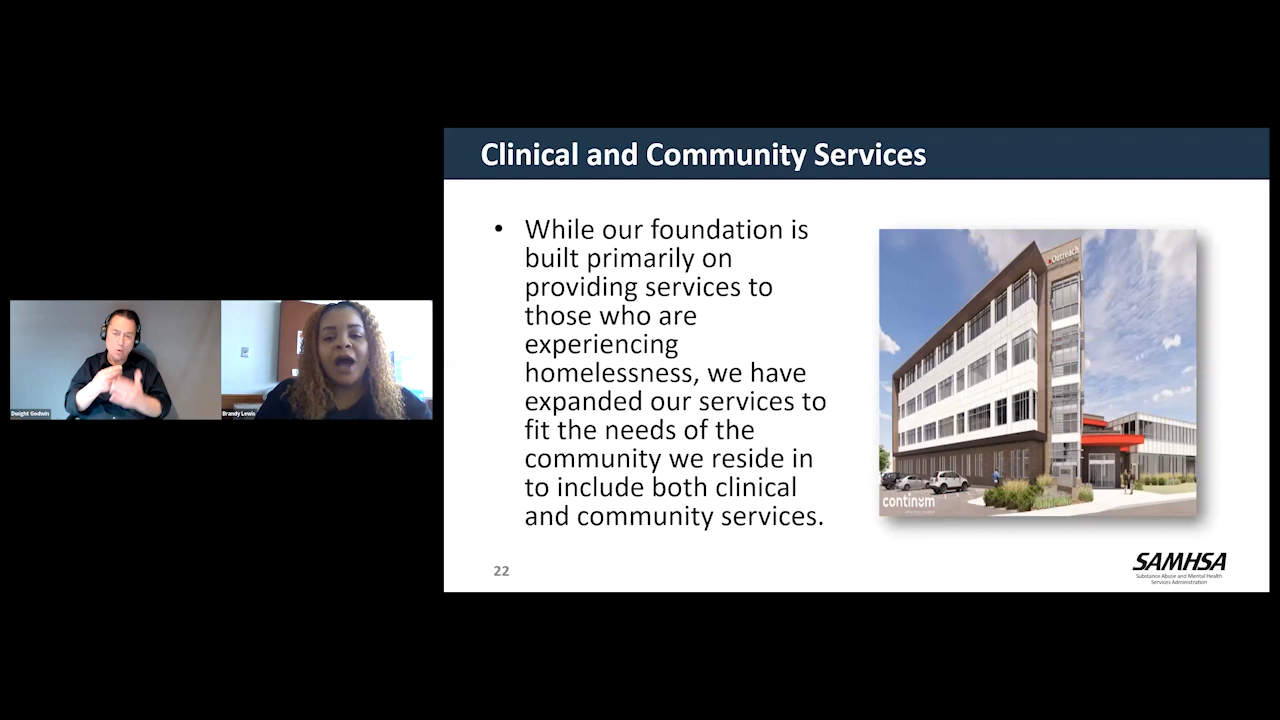 Clinical and Community Services
• While our foundation is
built primarily on
providing services to
those who are
experiencing
homelessness, we have
expanded our services to
fit the needs of the
community we reside in
to include both clinical
and community services.
Outreach
continuum
22
SAMHSA
Substance Abuse and Mental Health
Services Administration
Dwight Godwin
Brandy Lewis